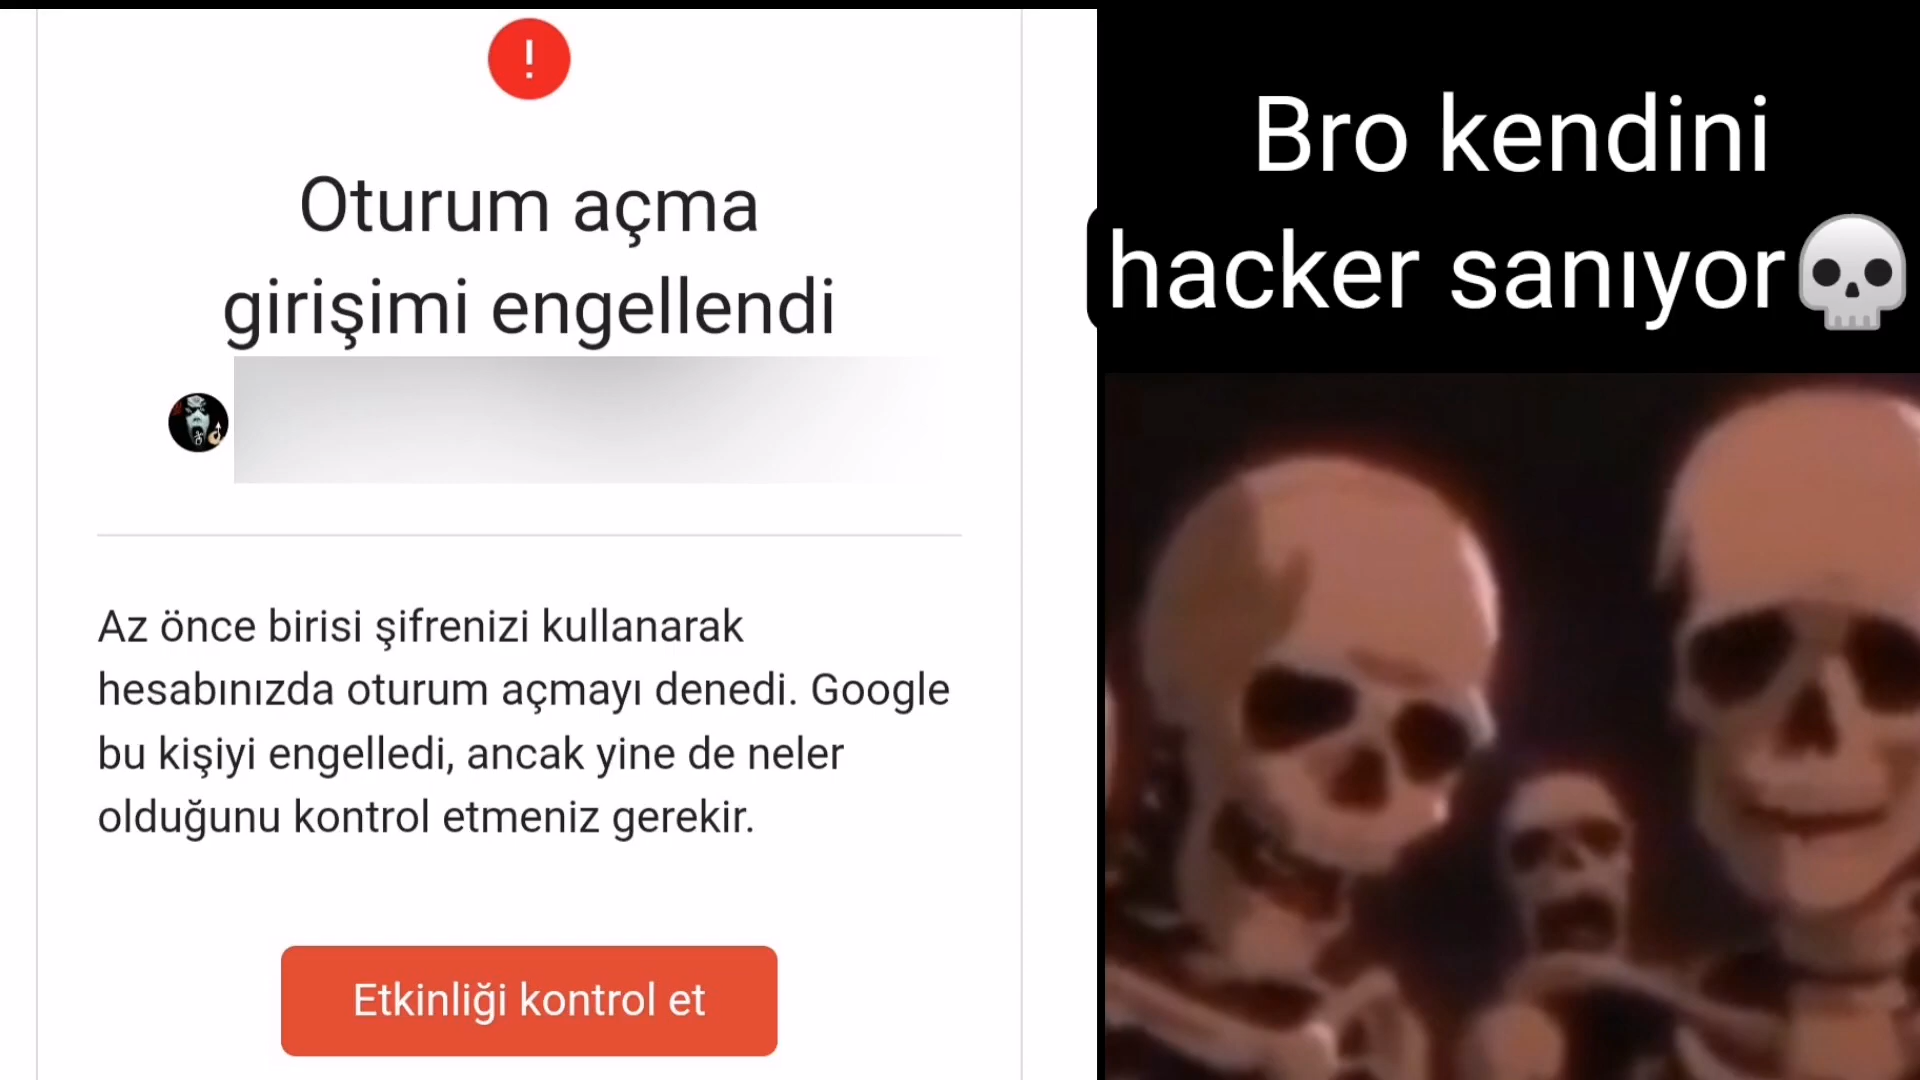 !
Oturum açma
girişimi engellendi
Az önce birisi şifrenizi kullanarak
hesabınızda oturum açmayı denedi. Google
bu kişiyi engelledi, ancak yine de neler
olduğunu kontrol etmeniz gerekir.
Etkinliği kontrol et
Bro kendini
hacker sanıyor💀